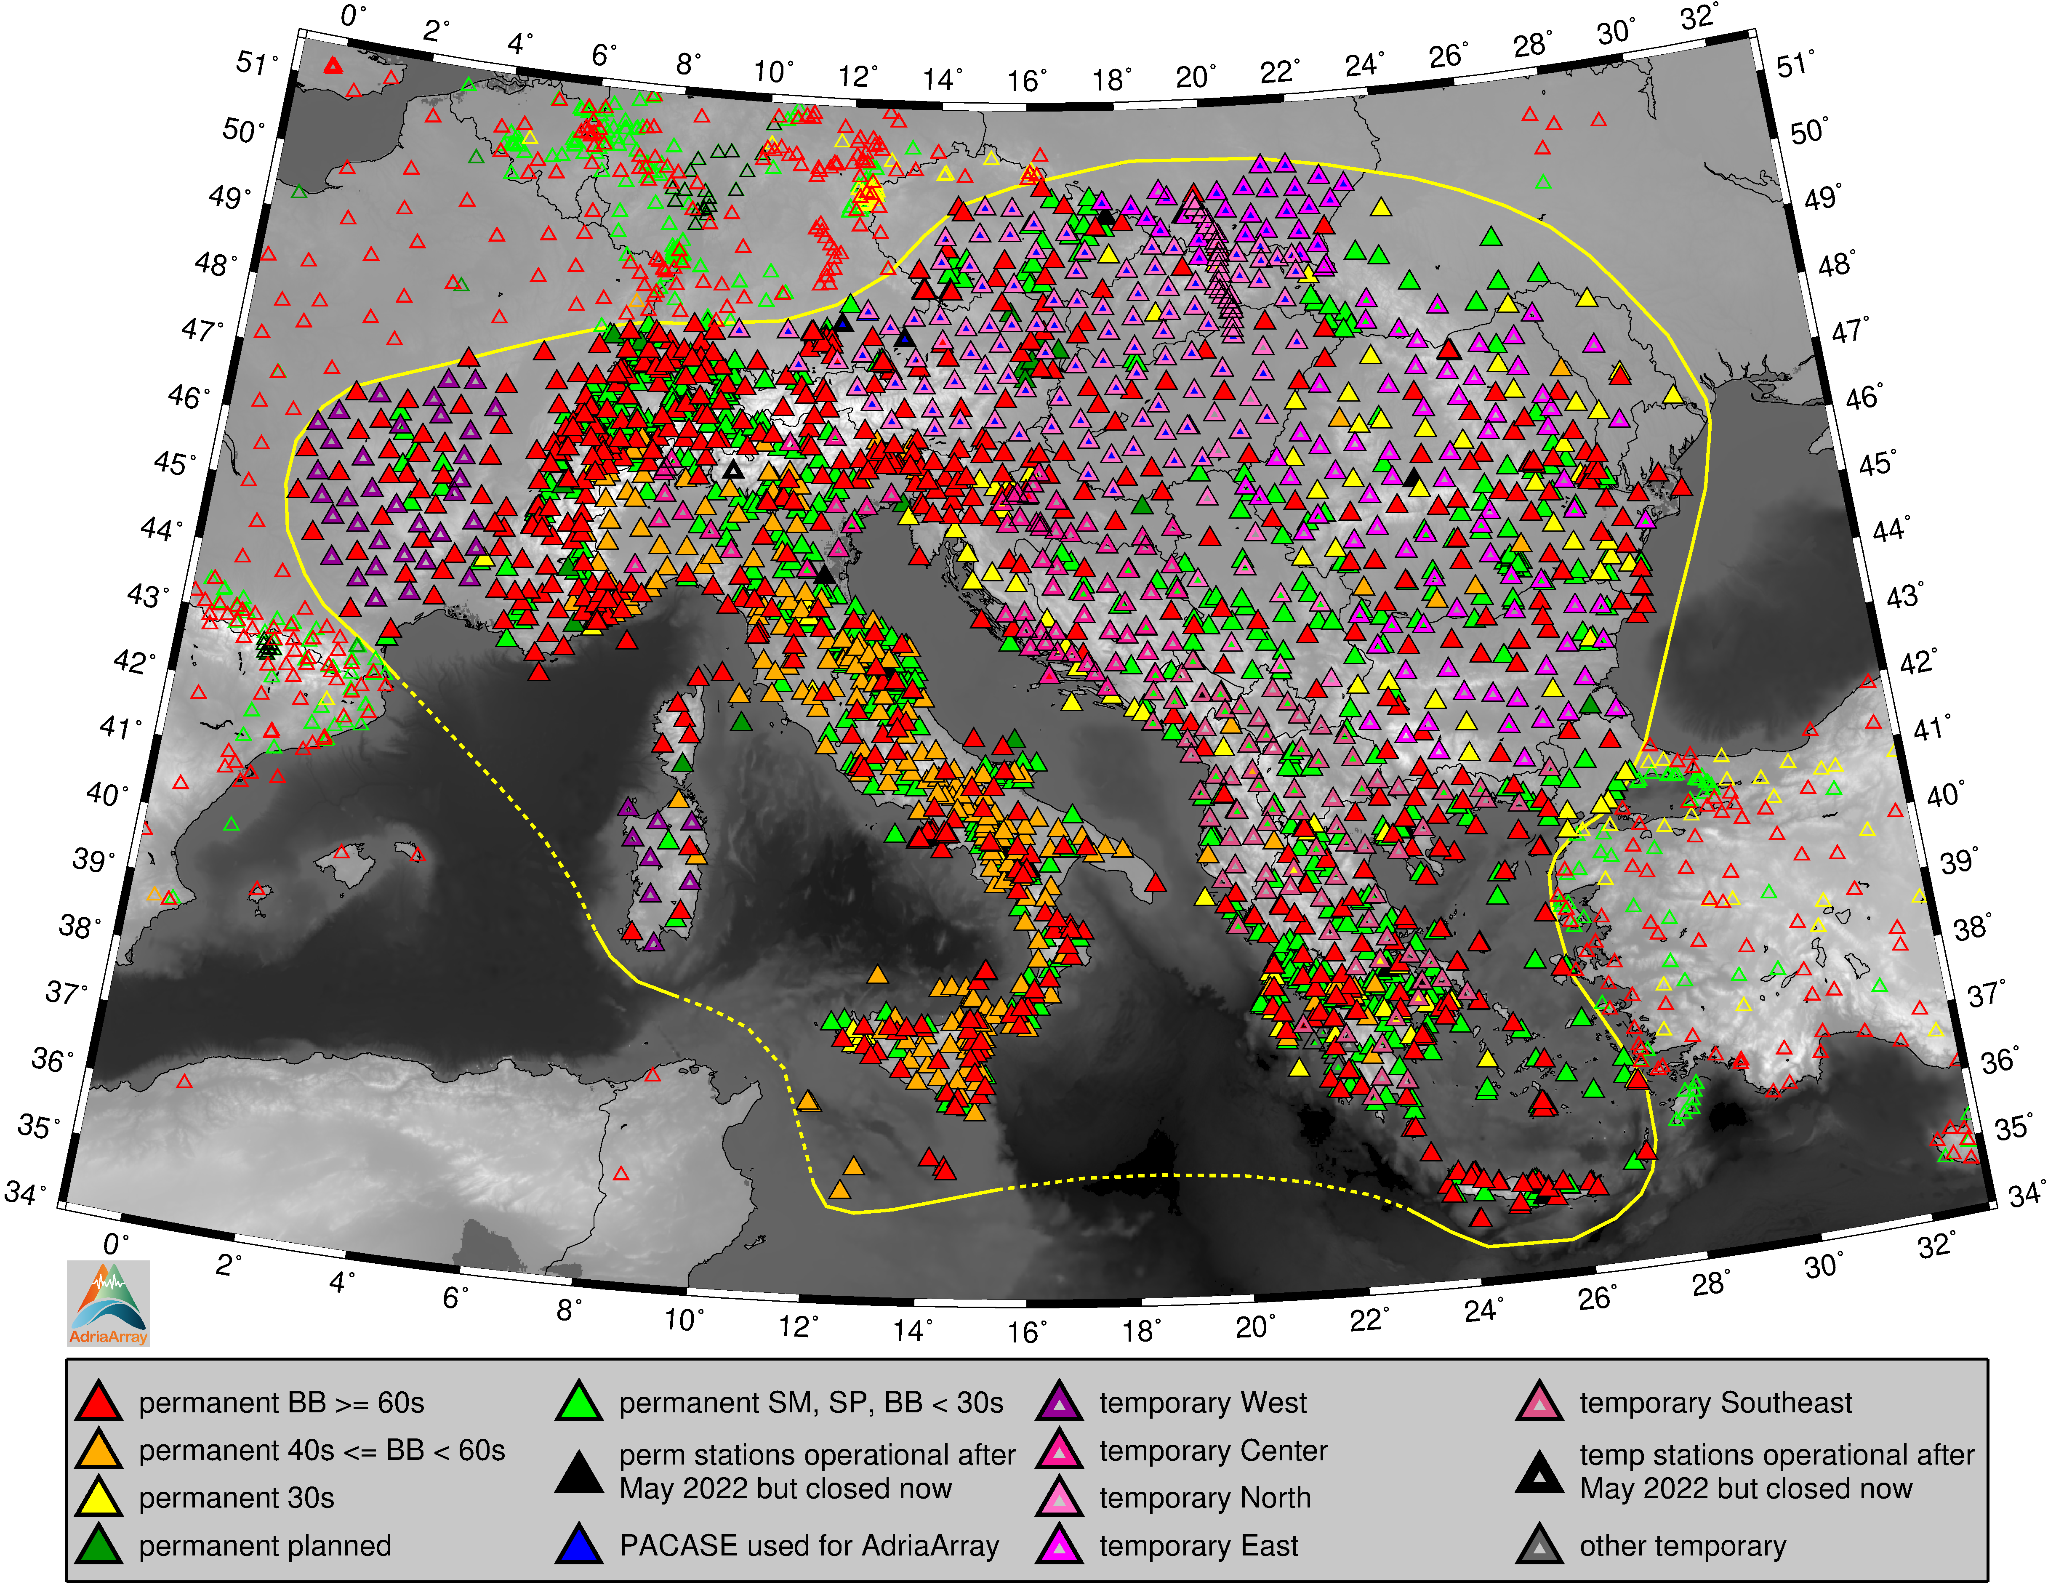 0° 2° 4° 6° 8° 10° 12° 14° 16° 18° 20° 22° 24° 26° 28° 30° 32°
51° 51°
50° 50°
49° 49°
48° 48°
47° 47°
46° 46°
45° 45°
44° 44°
43° 43°
42° 42°
41° 41°
40° 40°
39° 39°
38° 38°
37° 37°
36° 36°
35° 35°
34° 34°
0° 2° 4° 6° 8° 10° 12° 14° 16° 18° 20° 22° 24° 26° 28° 30° 32°
AdriaArray
permanent BB >= 60s
permanent 40s <= BB < 60s
permanent 30s
permanent planned
permanent SM, SP, BB < 30s
perm stations operational after
May 2022 but closed now
PACASE used for AdriaArray
temporary West
temporary Center
temporary North
temporary East
temporary Southeast
temp stations operational after
May 2022 but closed now
other temporary